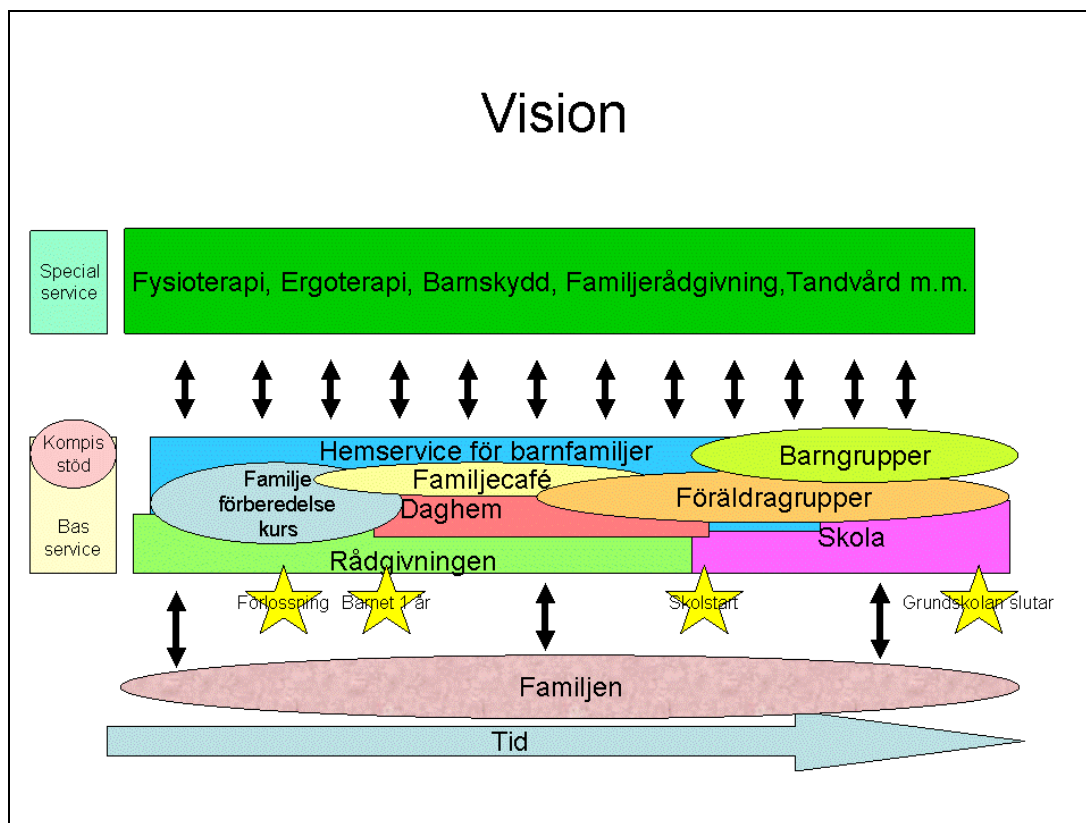 Vision
Special
service
Fysioterapi, Ergoterapi, Barnskydd, Familjerådgivning,Tandvård m.m.
Kompis
stöd
Bas
service
Hemservice för barnfamiljer
Barngrupper
Familje
förberedelse
kurs
Familjecafé
Föräldragrupper
Daghem
Skola
Rådgivningen
Förlossning
Barnet 1 år
Skolstart
Grundskolan slutar
Familjen
Tid